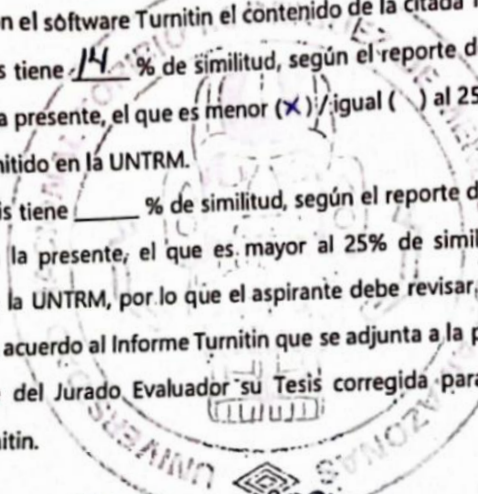 n el software Turnitin el contenido de la citada
s tiene 14 % de similitud, según el reporte d
a presente, el que es menor (x) / igual ( ) al 25
nitido en la UNTRM.
is tiene ______ % de similitud, según el reporte d
la presente, el que es mayor al 25% de simil
la UNTRM, por lo que el aspirante debe revisar
acuerdo al Informe Turnitin que se adjunta a la p
del Jurado Evaluador su Tesis corregida para
nitin.